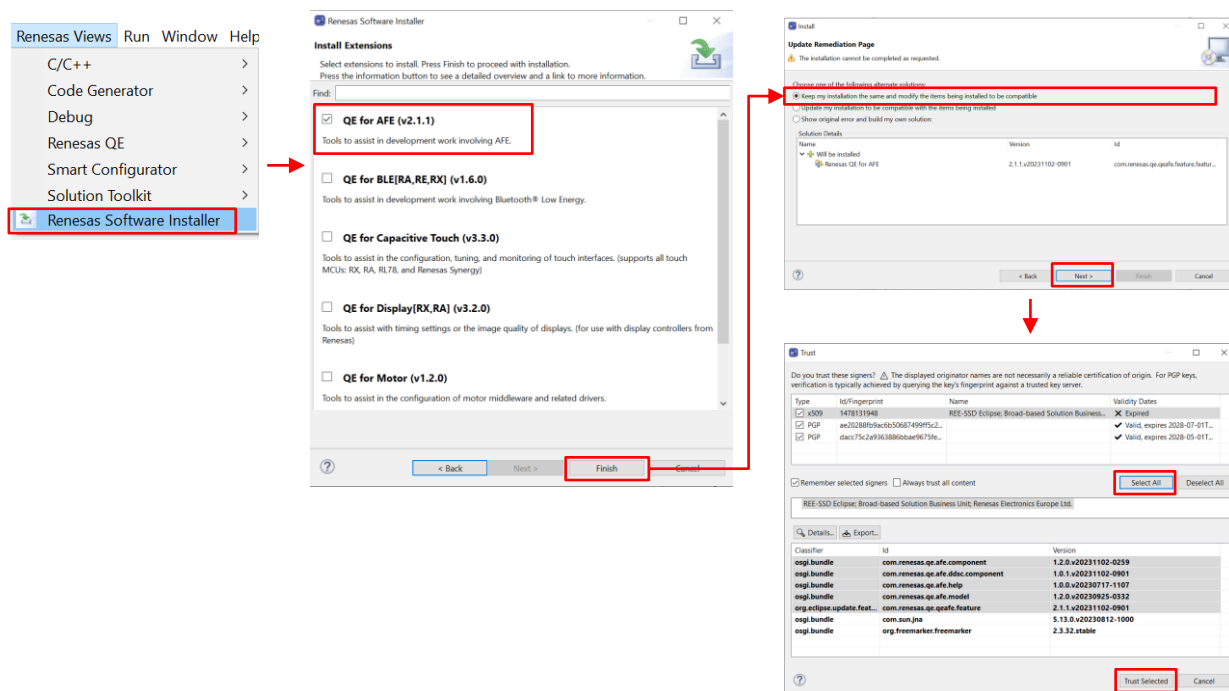 Renesas Views Run Window Help
C/C++ >
Code Generator >
Debug >
Renesas QE >
Smart Configurator >
Solution Toolkit >
Renesas Software Installer
Renesas Software Installer
Install Extensions
Select extensions to install. Press Finish to proceed with installation.
Press the information button to see a detailed overview and a link to more information.
Find:
QE for AFE (v2.1.1)
Tools to assist in development work involving AFE.
QE for BLE[RA,RE,RX] (v1.6.0)
Tools to assist in development work involving Bluetooth® Low Energy.
QE for Capacitive Touch (v3.3.0)
Tools to assist in the configuration, tuning, and monitoring of touch interfaces. (supports all touch
MCUs: RX, RA, RL78, and Renesas Synergy)
QE for Display[RX,RA] (v3.2.0)
Tools to assist with timing settings or the image quality of displays. (for use with display controllers from
Renesas)
QE for Motor (v1.2.0)
Tools to assist in the configuration of motor middleware and related drivers.
< Back Next > Finish Cancel
Install
Update Remediation Page
The installation cannot be completed as requested.
Choose one of the following alternate solutions:
Keep my installation the same and modify the items being installed to be compatible
Update my installation to be compatible with the items being installed
Show original error and build my own solution:
Solution Details
Name Version Id
Will be installed
Renesas QE for AFE 2.1.1.v20231102-0901 com.renesas.qe.qeafe.feature.featur...
< Back Next > Finish Cancel
Trust
Do you trust these signers? The displayed originator names are not necessarily a reliable certification of origin. For PGP keys,
verification is typically achieved by querying the key's fingerprint against a trusted key server.
Type Id/Fingerprint Name Validity Dates
x509 1478131948 REE-SSD Eclipse; Broad-based Solution Business... Expired
PGP ae20288fb9ac6b50687499ff5c2... Valid, expires 2028-07-01T...
PGP dacc75c2a9363886bbae9675fe... Valid, expires 2028-05-01T...
Remember selected signers Always trust all content Select All Deselect All
REE-SSD Eclipse; Broad-based Solution Business Unit; Renesas Electronics Europe Ltd.
Details... Export...
Classifier Id Version
osgi.bundle com.renesas.qe.afe.component 1.2.0.v20231102-0259
osgi.bundle com.renesas.qe.afe.ddsc.component 1.0.1.v20231102-0901
osgi.bundle com.renesas.qe.afe.help 1.0.0.v20230717-1107
osgi.bundle com.renesas.qe.afe.model 1.2.0.v20230925-0332
org.eclipse.update.feat... com.renesas.qe.qeafe.feature 2.1.1.v20231102-0901
osgi.bundle com.sun.jna 5.13.0.v20230812-1000
osgi.bundle org.freemarker.freemarker 2.3.32.stable
Trust Selected Cancel